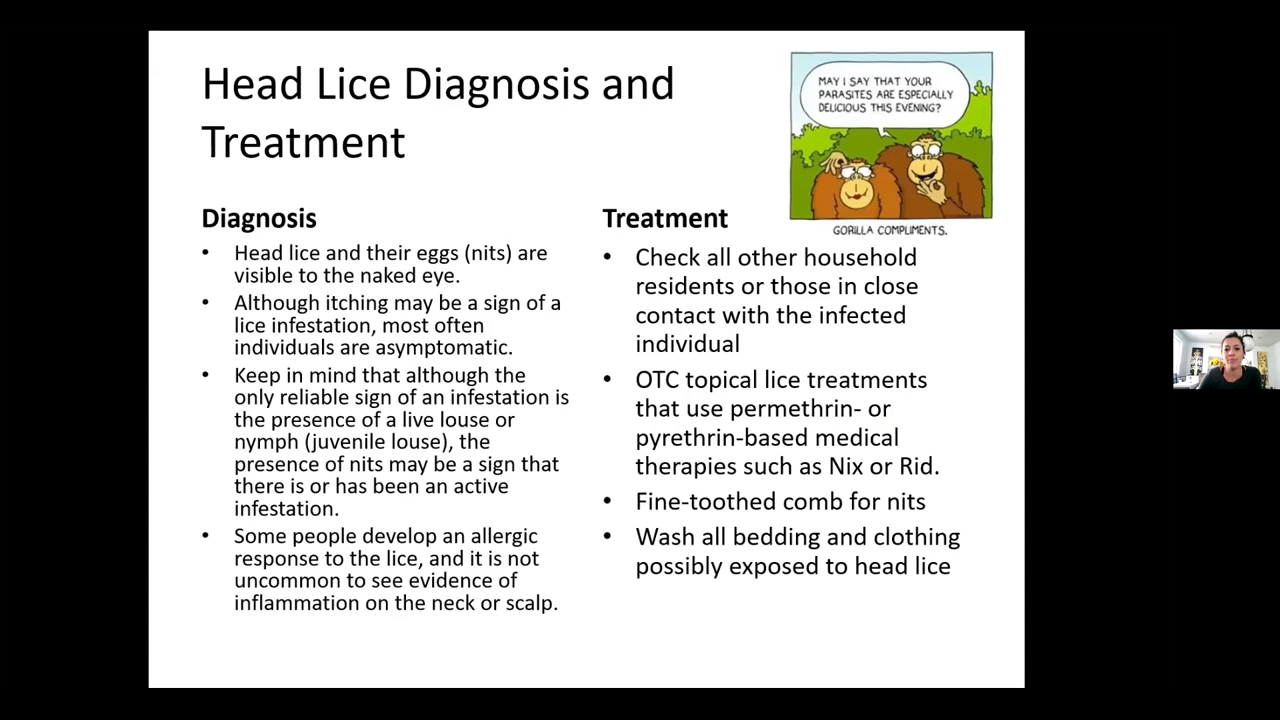 Head Lice Diagnosis and
Treatment
MAY I SAY THAT YOUR
PARASITES ARE ESPECIALLY
DELICIOUS THIS EVENING?
GORILLA COMPLIMENTS.
Diagnosis
• Head lice and their eggs (nits) are
visible to the naked eye.
• Although itching may be a sign of a
lice infestation, most often
individuals are asymptomatic.
• Keep in mind that although the
only reliable sign of an infestation is
the presence of a live louse or
nymph (juvenile louse), the
presence of nits may be a sign that
there is or has been an active
infestation.
• Some people develop an allergic
response to the lice, and it is not
uncommon to see evidence of
inflammation on the neck or scalp.
Treatment
• Check all other household
residents or those in close
contact with the infected
individual
• OTC topical lice treatments
that use permethrin- or
pyrethrin-based medical
therapies such as Nix or Rid.
• Fine-toothed comb for nits
• Wash all bedding and clothing
possibly exposed to head lice